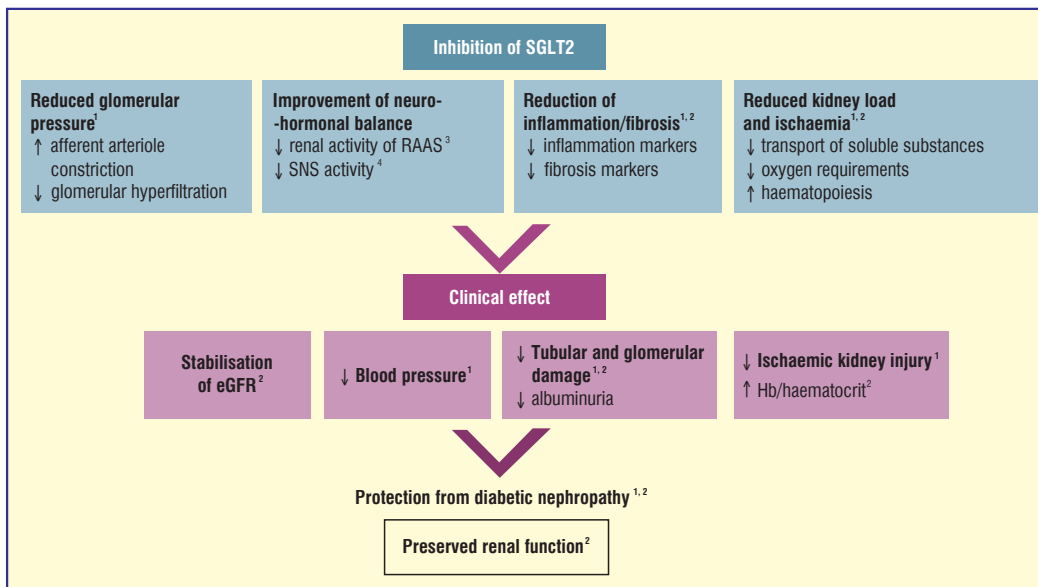 Inhibition of SGLT2
Reduced glomerular
pressure¹
↑ afferent arteriole
constriction
↓ glomerular hyperfiltration
Improvement of neuro-
-hormonal balance
↓ renal activity of RAAS ³
↓ SNS activity ⁴
Reduction of
inflammation/fibrosis¹˒ ²
↓ inflammation markers
↓ fibrosis markers
Reduced kidney load
and ischaemia¹˒ ²
↓ transport of soluble substances
↓ oxygen requirements
↑ haematopoiesis
Clinical effect
Stabilisation
of eGFR²
↓ Blood pressure¹
↓ Tubular and glomerular
damage¹˒ ²
↓ albuminuria
↓ Ischaemic kidney injury ¹
↑ Hb/haematocrit²
Protection from diabetic nephropathy ¹˒ ²
Preserved renal function²